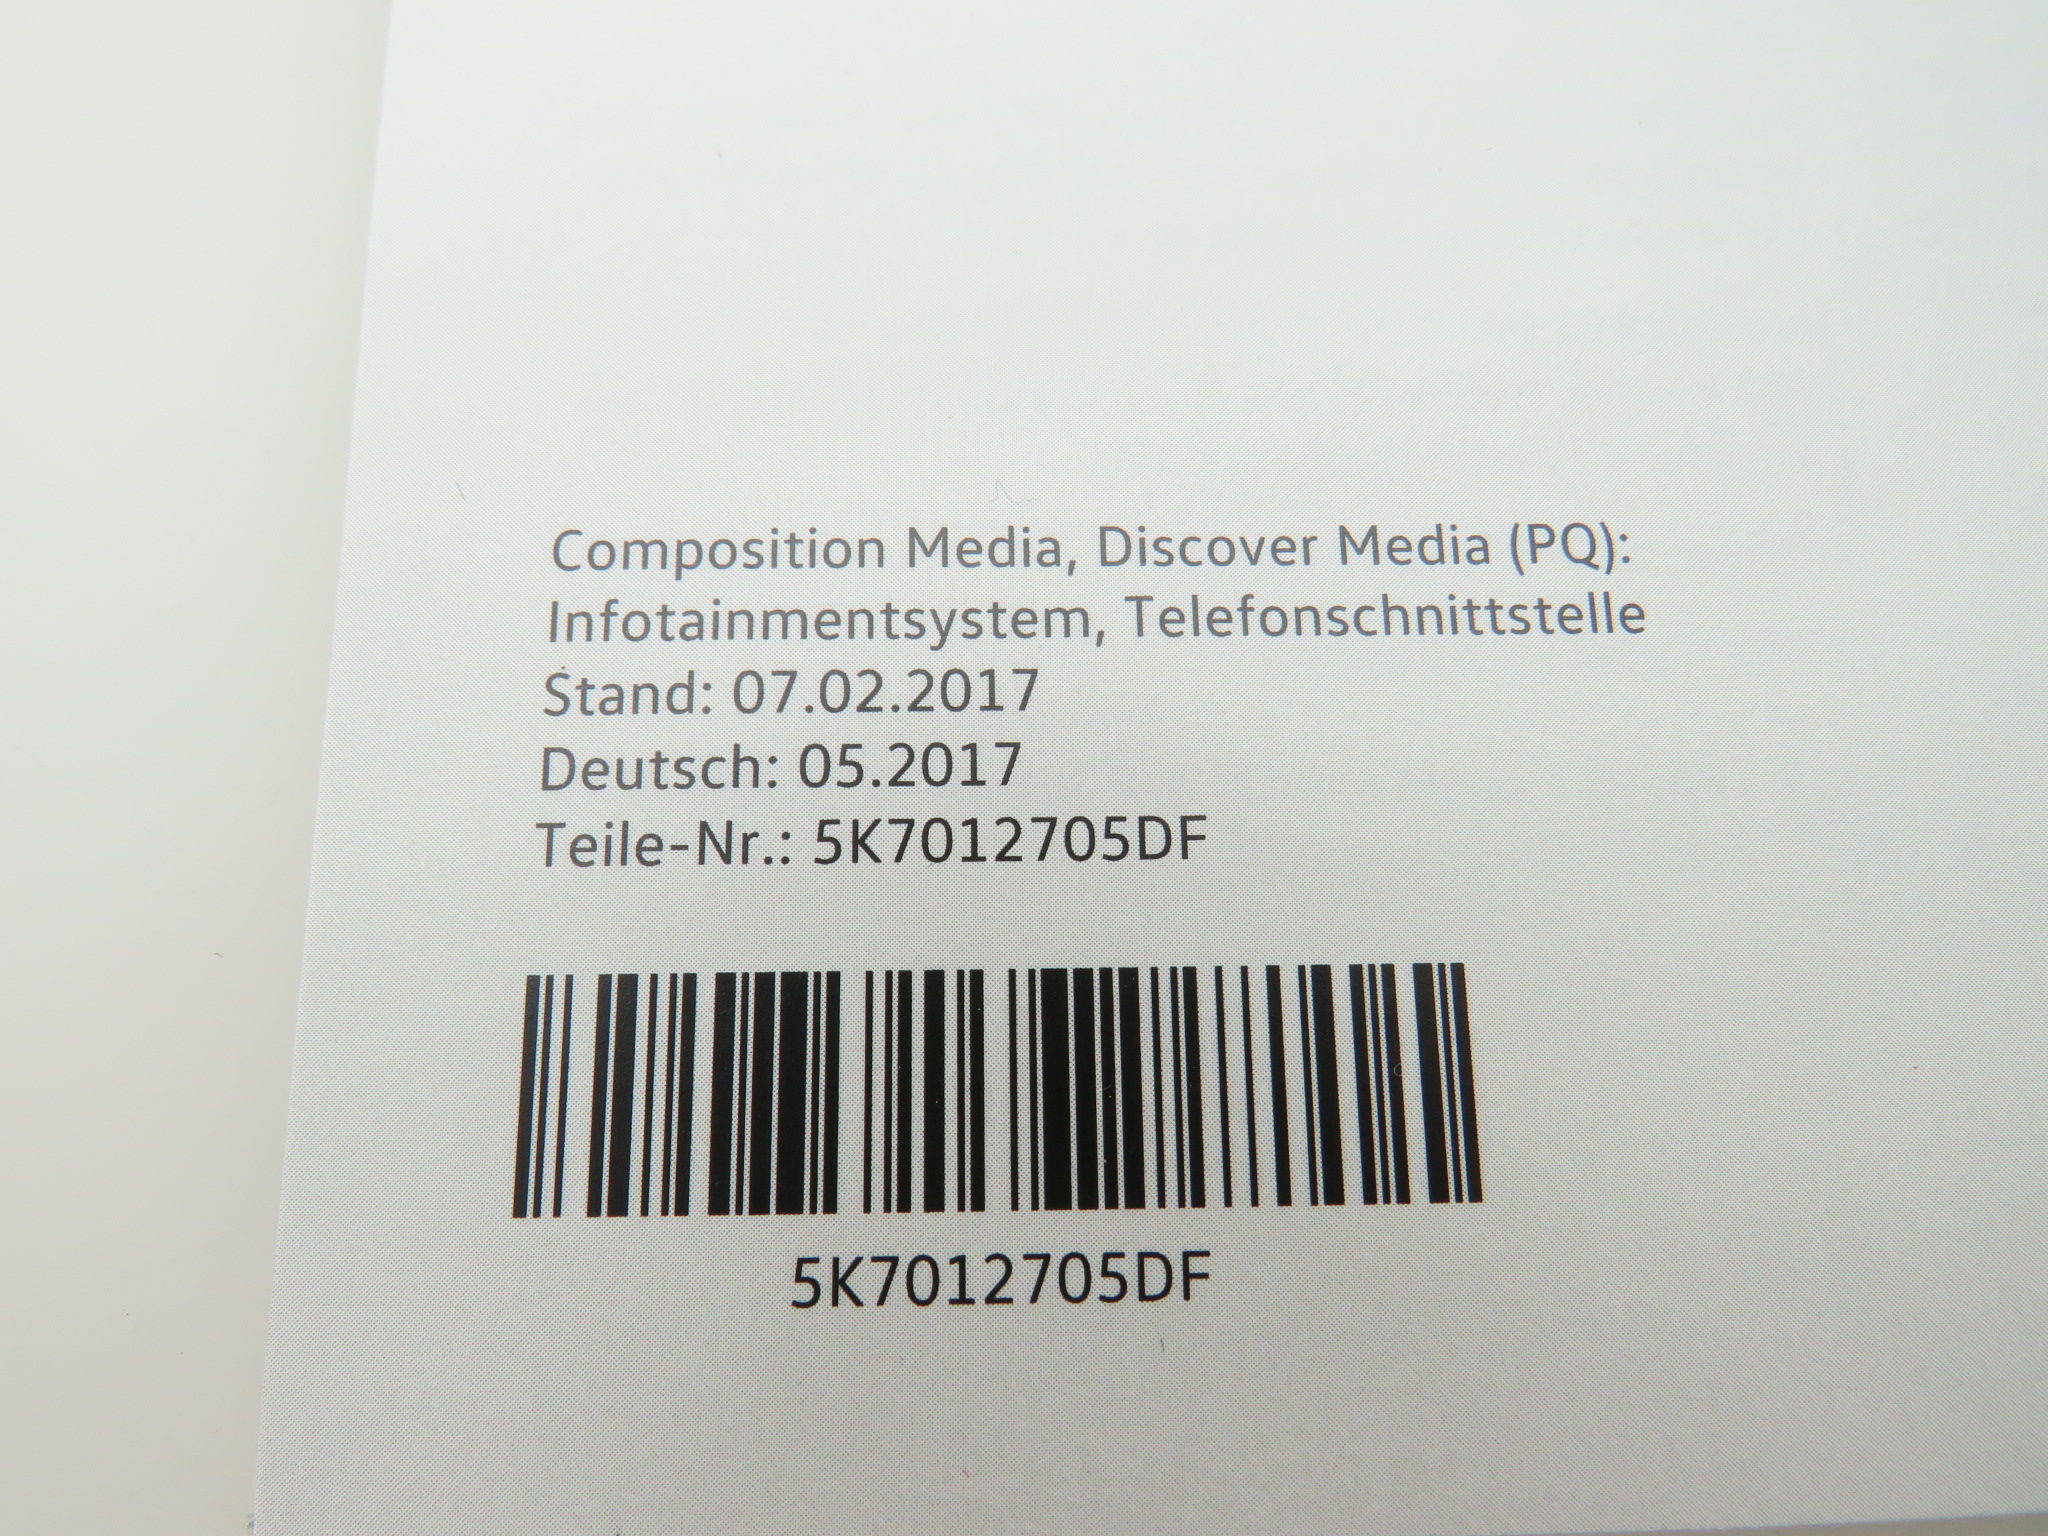 Composition Media, Discover Media (PQ):
Infotainmentsystem, Telefonschnittstelle
Stand: 07.02.2017
Deutsch: 05.2017
Teile-Nr.: 5K7012705DF
5K7012705DF